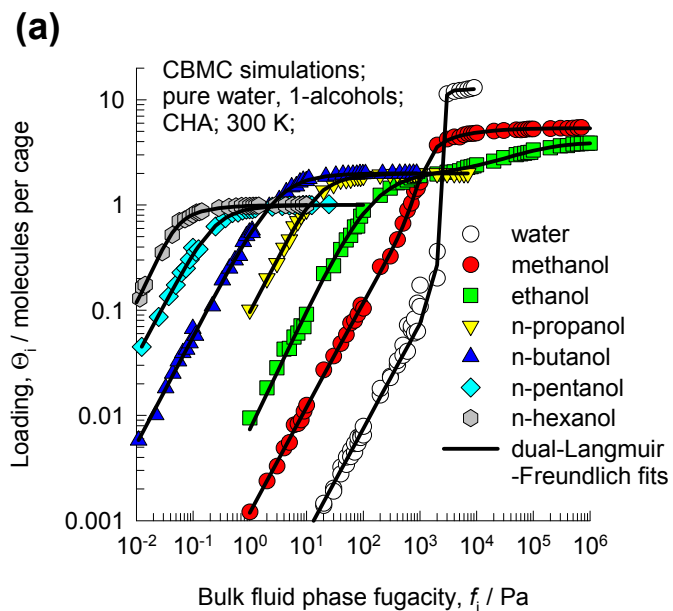 (a)
CBMC simulations;
pure water, 1-alcohols;
CHA; 300 K;
10
1
0.1
0.01
0.001
Loading, Θi / molecules per cage
water
methanol
ethanol
n-propanol
n-butanol
n-pentanol
n-hexanol
dual-Langmuir
-Freundlich fits
10-2 10-1 100 101 102 103 104 105 106
Bulk fluid phase fugacity, fi / Pa